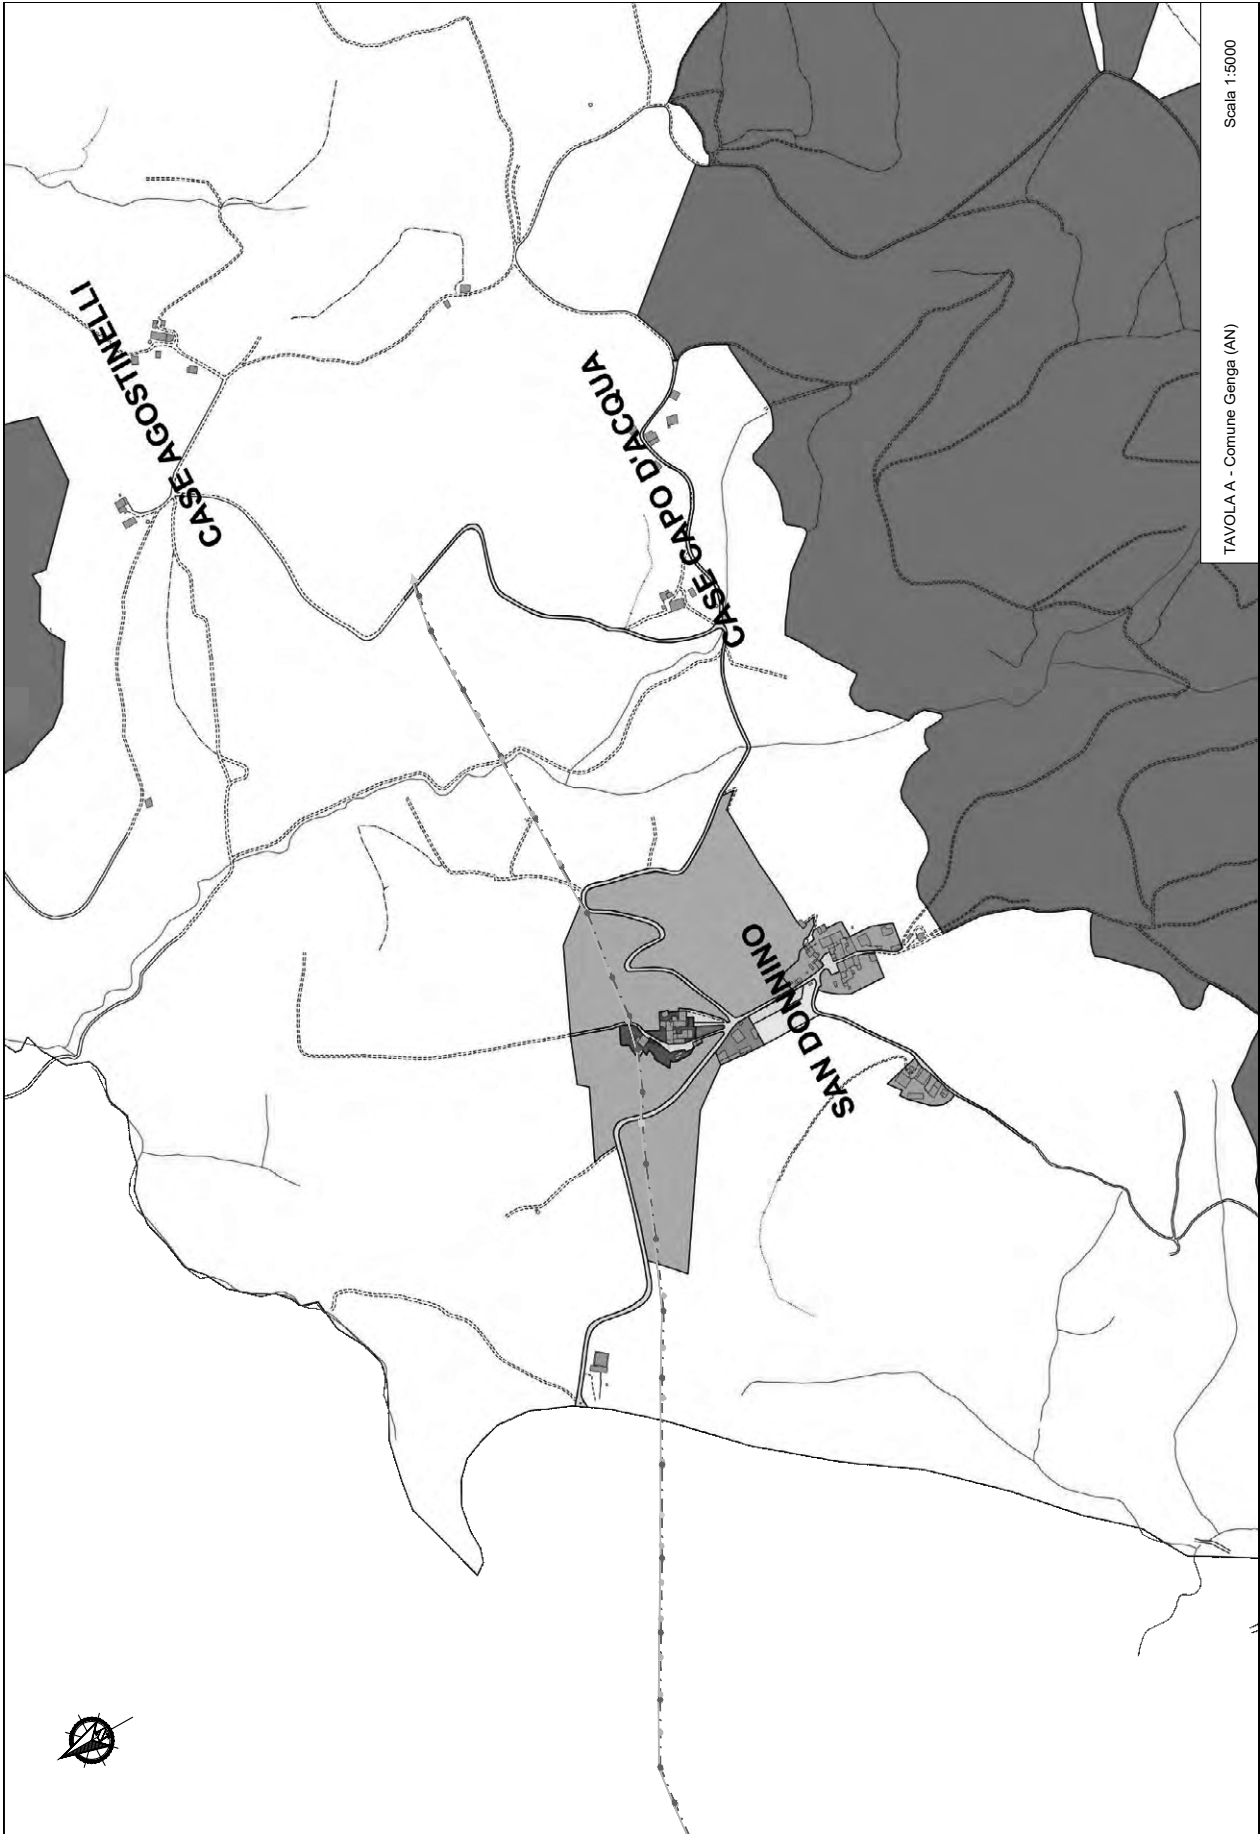 CASE AGOSTINELLI
CASE CAPO D'ACQUA
SAN DONNINO
TAVOLA A - Comune Genga (AN)
Scala 1:5000